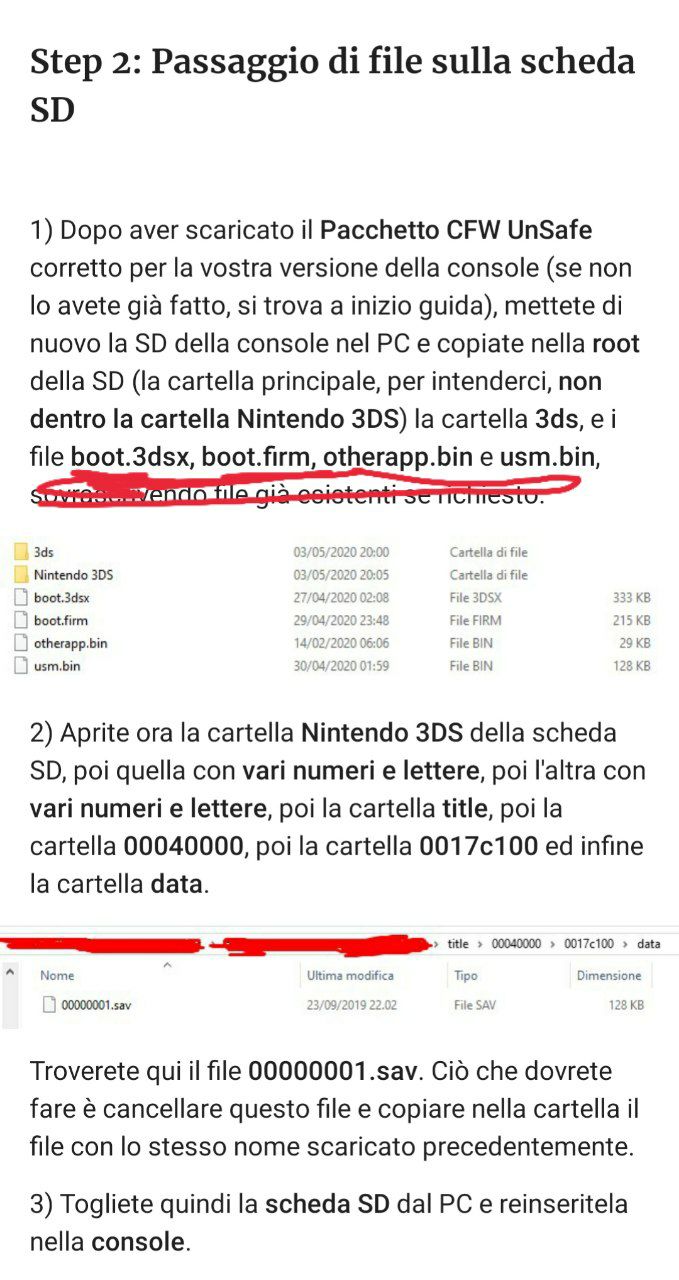 Step 2: Passaggio di file sulla scheda
SD
1) Dopo aver scaricato il Pacchetto CFW UnSafe
corretto per la vostra versione della console (se non
lo avete già fatto, si trova a inizio guida), mettete di
nuovo la SD della console nel PC e copiate nella root
della SD (la cartella principale, per intenderci, non
dentro la cartella Nintendo 3DS) la cartella 3ds, e i
file boot.3dsx, boot.firm, otherapp.bin e usm.bin,
sovrascrivendo file già esistenti se richiesto.
3ds 03/05/2020 20:00 Cartella di file
Nintendo 3DS 03/05/2020 20:05 Cartella di file
boot.3dsx 27/04/2020 02:08 File 3DSX 333 KB
boot.firm 29/04/2020 23:48 File FIRM 215 KB
otherapp.bin 14/02/2020 06:06 File BIN 29 KB
usm.bin 30/04/2020 01:59 File BIN 128 KB
2) Aprite ora la cartella Nintendo 3DS della scheda
SD, poi quella con vari numeri e lettere, poi l'altra con
vari numeri e lettere, poi la cartella title, poi la
cartella 00040000, poi la cartella 0017c100 ed infine
la cartella data.
› title › 00040000 › 0017c100 › data
Nome Ultima modifica Tipo Dimensione
00000001.sav 23/09/2019 22.02 File SAV 128 KB
Troverete qui il file 00000001.sav. Ciò che dovrete
fare è cancellare questo file e copiare nella cartella il
file con lo stesso nome scaricato precedentemente.
3) Togliete quindi la scheda SD dal PC e reinseritela
nella console.